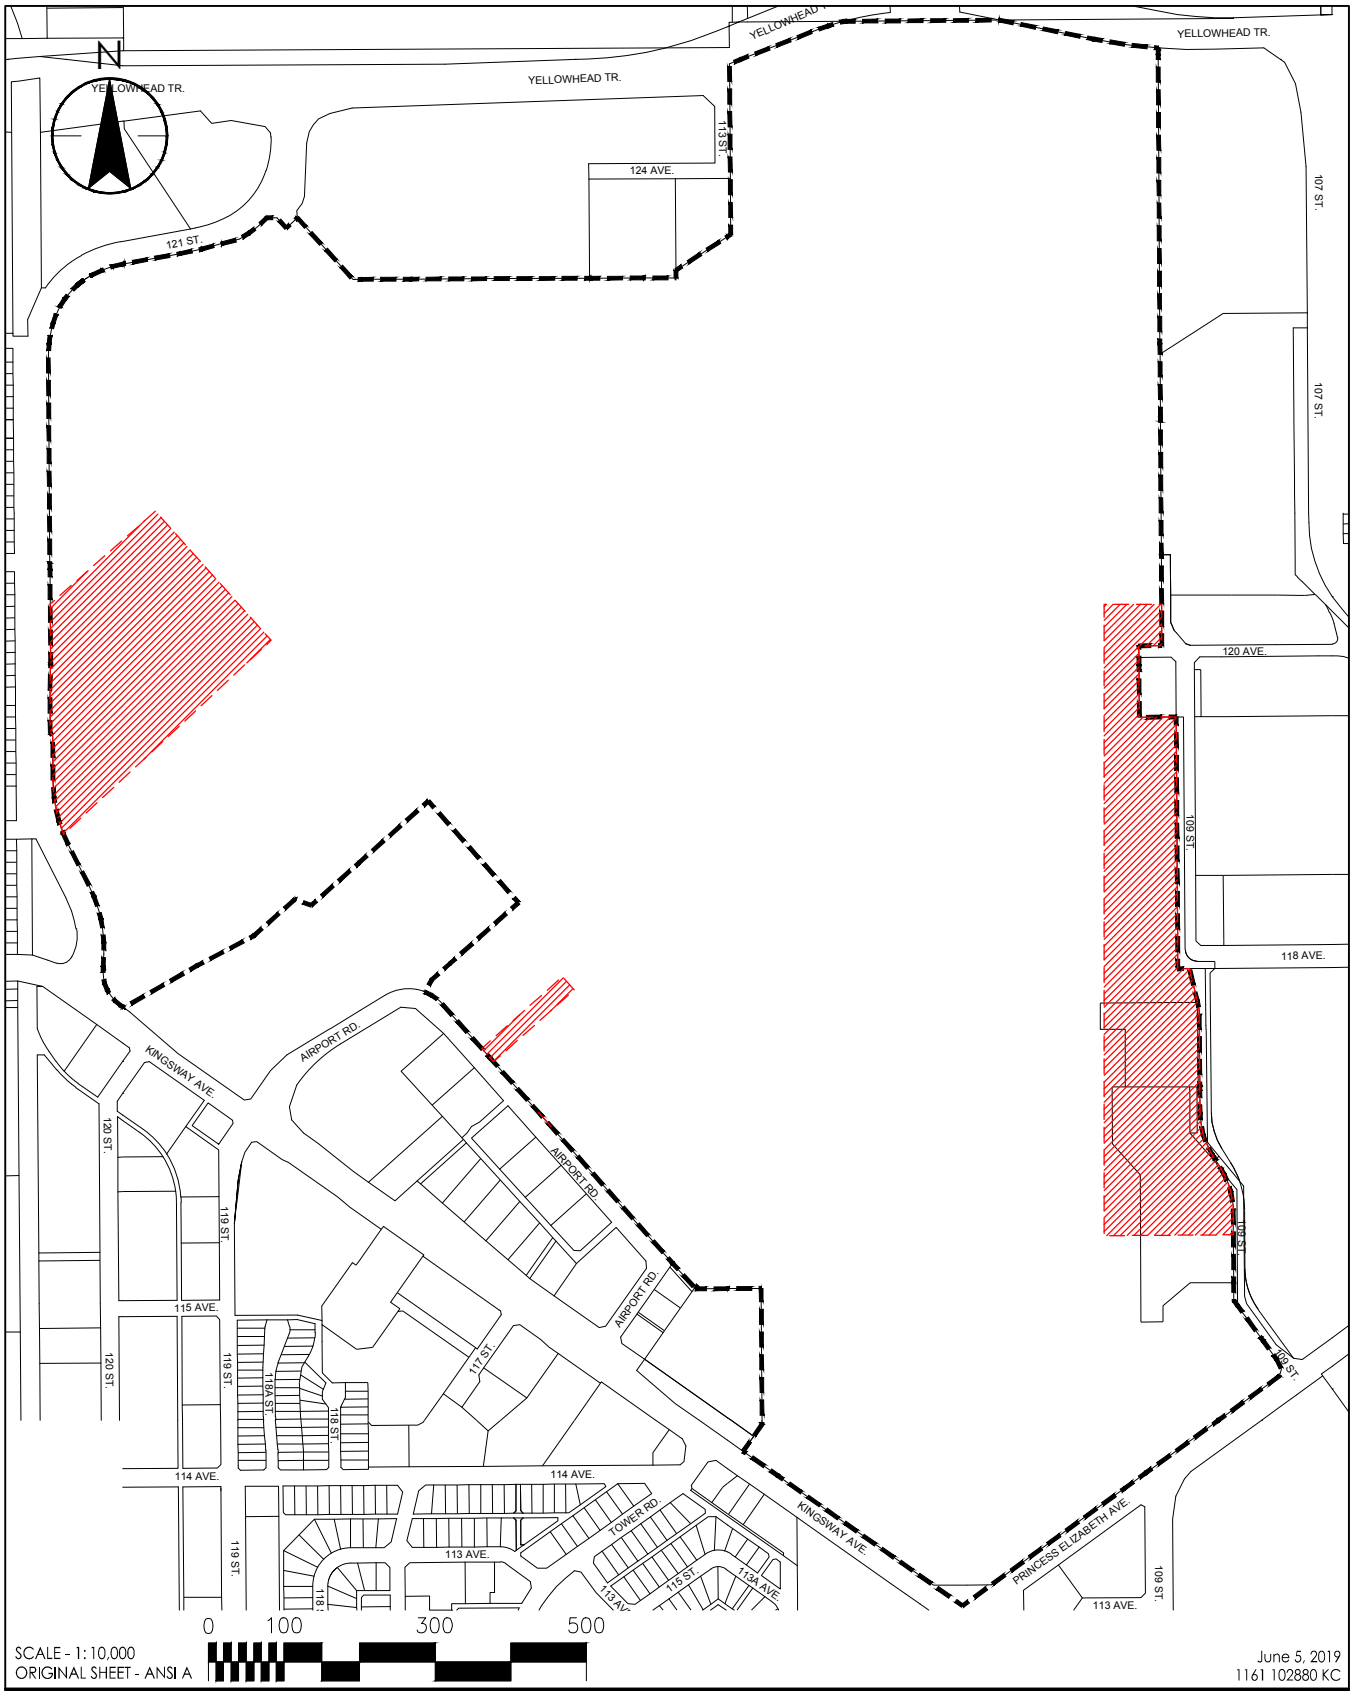 YELLOWHEAD
YELLOWHEAD TR.
N
YELLOWHEAD TR.
YELLOWHEAD TR.
113 ST.
124 AVE.
107 ST.
121 ST.
107 ST.
120 AVE.
109 ST.
118 AVE.
AIRPORT RD.
KINGSWAY AVE.
120 ST.
AIRPORT RD.
119 ST.
109 ST.
AIRPORT RD.
115 AVE.
117 ST.
109 ST.
120 ST.
119 ST.
118A ST.
118 ST.
114 AVE.
114 AVE.
TOWER RD.
KINGSWAY AVE.
PRINCESS ELIZABETH AVE.
119 ST.
113 AVE.
115 ST.
113A AVE.
109 ST.
118 S
113 AV
113 AVE.
0 100 300 500
SCALE - 1: 10,000
ORIGINAL SHEET - ANSI A
June 5, 2019
1161 102880 KC